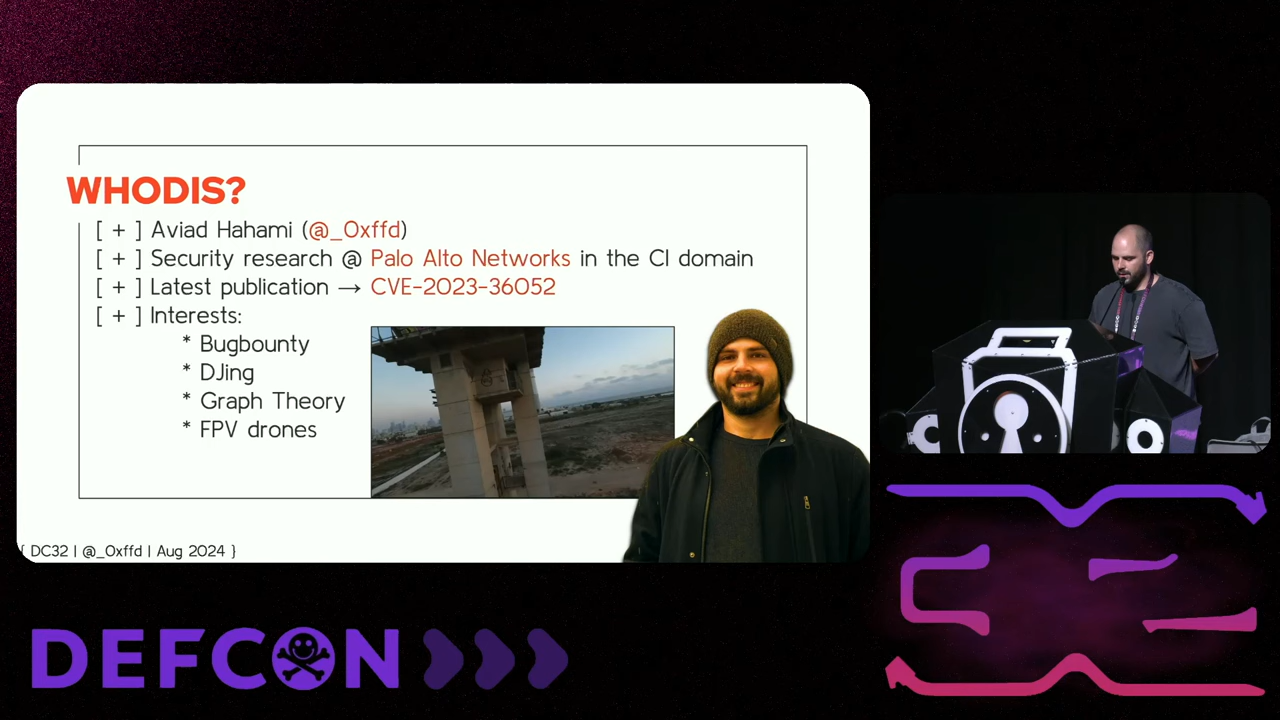 WHODIS?
[ + ] Aviad Hahami (@_0xffd)
[ + ] Security research @ Palo Alto Networks in the CI domain
[ + ] Latest publication → CVE-2023-36052
[ + ] Interests:
* Bugbounty
* DJing
* Graph Theory
* FPV drones
{ DC32 | @_0xffd | Aug 2024 }
DEFCON